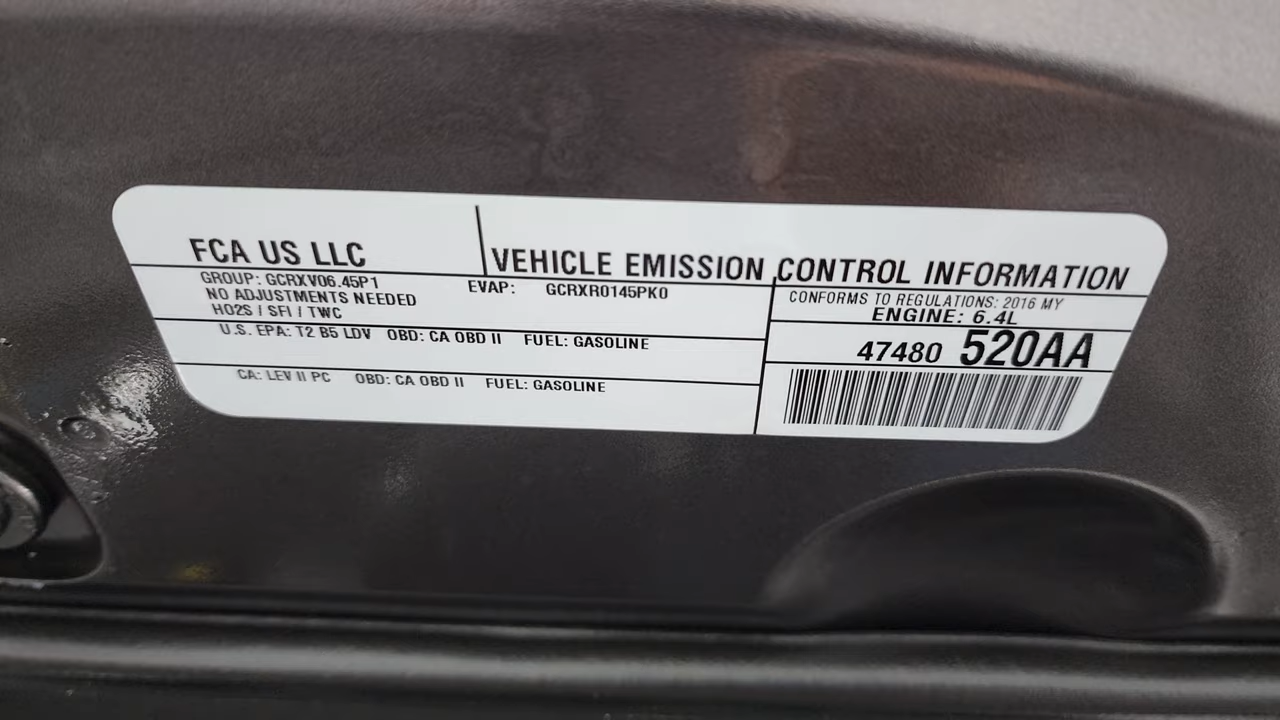 FCA US LLC
VEHICLE EMISSION CONTROL INFORMATION
GROUP: GCRXV06.45P1
EVAP: GCRXR0145PK0
NO ADJUSTMENTS NEEDED
HO2S / SFI / TWC
U.S. EPA: T2 B5 LDV OBD: CA OBD II FUEL: GASOLINE
CA: LEV II PC OBD: CA OBD II FUEL: GASOLINE
CONFORMS TO REGULATIONS: 2016 MY
ENGINE: 6.4L
47480 520AA